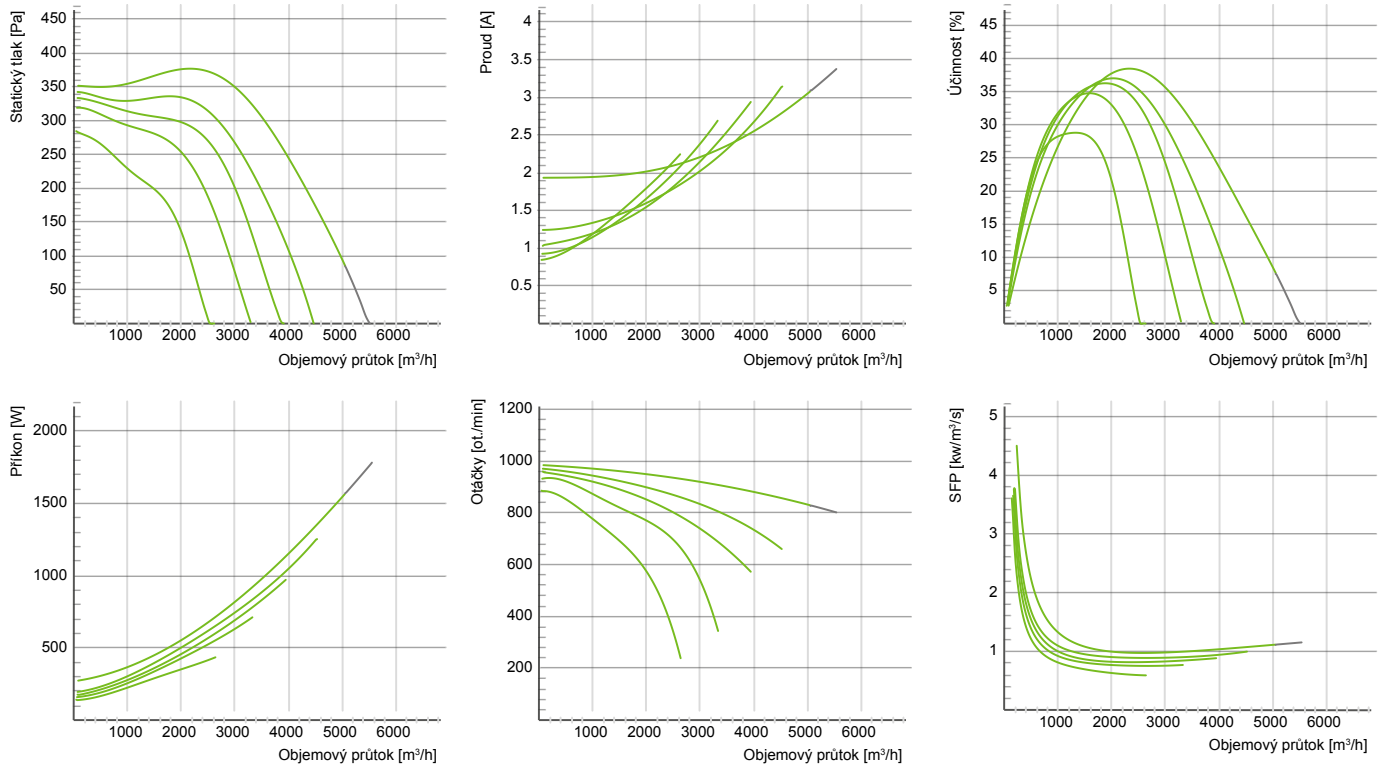 Statický tlak [Pa]
450
400
350
300
250
200
150
100
50
1000 2000 3000 4000 5000 6000
Objemový průtok [m³/h]
Proud [A]
4
3.5
3
2.5
2
1.5
1
0.5
1000 2000 3000 4000 5000 6000
Objemový průtok [m³/h]
Účinnost [%]
45
40
35
30
25
20
15
10
5
1000 2000 3000 4000 5000 6000
Objemový průtok [m³/h]
Příkon [W]
2000
1500
1000
500
1000 2000 3000 4000 5000 6000
Objemový průtok [m³/h]
Otáčky [ot./min]
1200
1000
800
600
400
200
1000 2000 3000 4000 5000 6000
Objemový průtok [m³/h]
SFP [kw/m³/s]
5
4
3
2
1
1000 2000 3000 4000 5000 6000
Objemový průtok [m³/h]